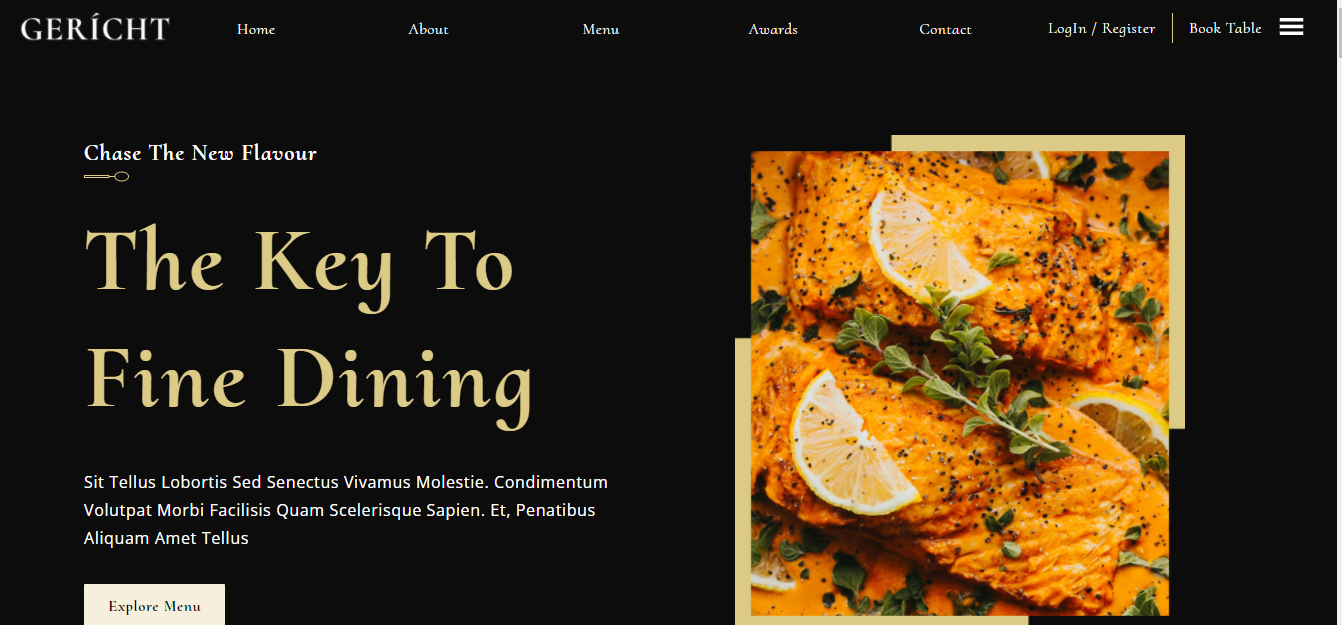 GERÍCHT
Home
About
Menu
Awards
Contact
LogIn / Register
Book Table
Chase The New Flavour
The Key To
Fine Dining
Sit Tellus Lobortis Sed Senectus Vivamus Molestie. Condimentum
Volutpat Morbi Facilisis Quam Scelerisque Sapien. Et, Penatibus
Aliquam Amet Tellus
Explore Menu